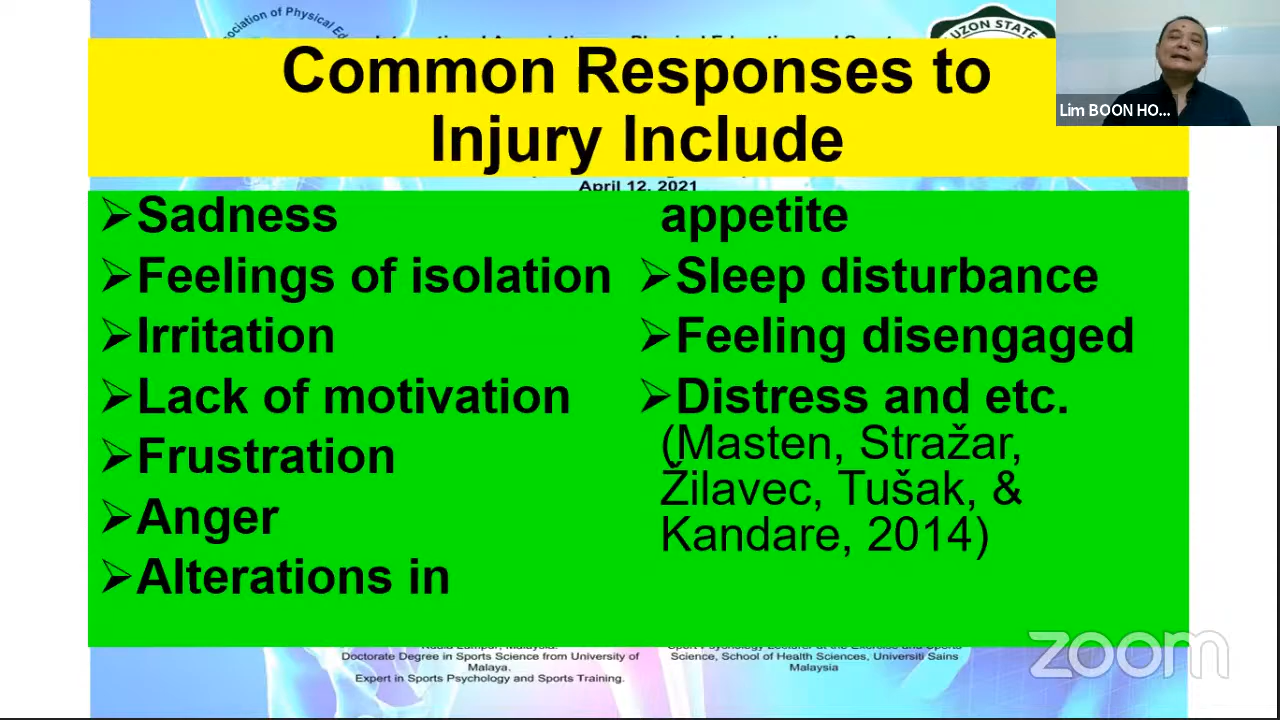 Common Responses to
Injury Include
UZON STATE
Lim BOON HO...
April 12, 2021
➢Sadness
➢Feelings of isolation
➢Irritation
➢Lack of motivation
➢Frustration
➢Anger
➢Alterations in
appetite
➢Sleep disturbance
➢Feeling disengaged
➢Distress and etc.
(Masten, Stražar,
Žilavec, Tušak, &
Kandare, 2014)
Doctorate Degree in Sports Science from University of
Malaya.
Expert in Sports Psychology and Sports Training.
Science, School of Health Sciences, Universiti Sains
Malaysia
zoom